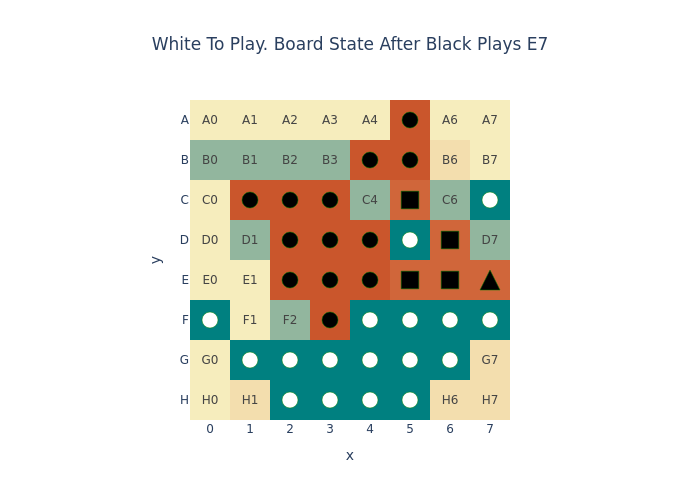 White To Play. Board State After Black Plays E7
A A0 A1 A2 A3 A4 A6 A7
B B0 B1 B2 B3 B6 B7
C C0 C4 C6
D D0 D1 D7
y
E E0 E1
F F1 F2
G G0 G7
H H0 H1 H6 H7
0 1 2 3 4 5 6 7
x